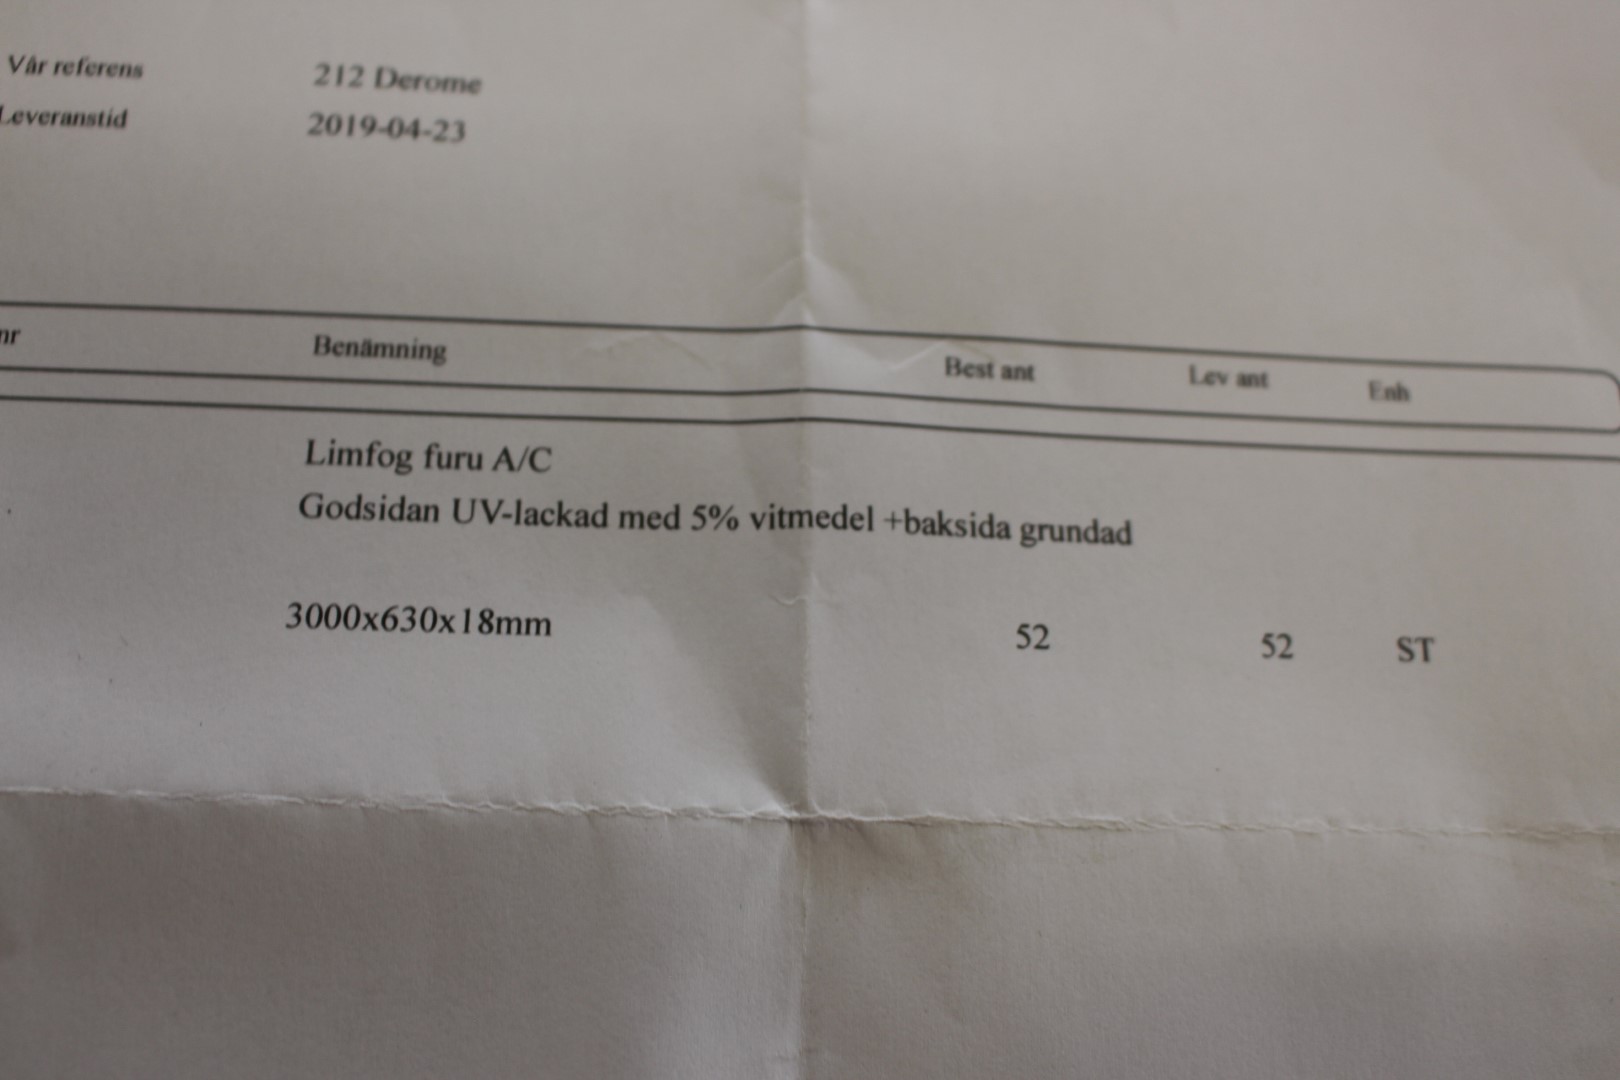 Vår referens 212 Derome
Leveranstid 2019-04-23
nr Benämning Best ant Lev ant Enh
Limfog furu A/C
Godsidan UV-lackad med 5% vitmedel +baksida grundad
3000x630x18mm 52 52 ST